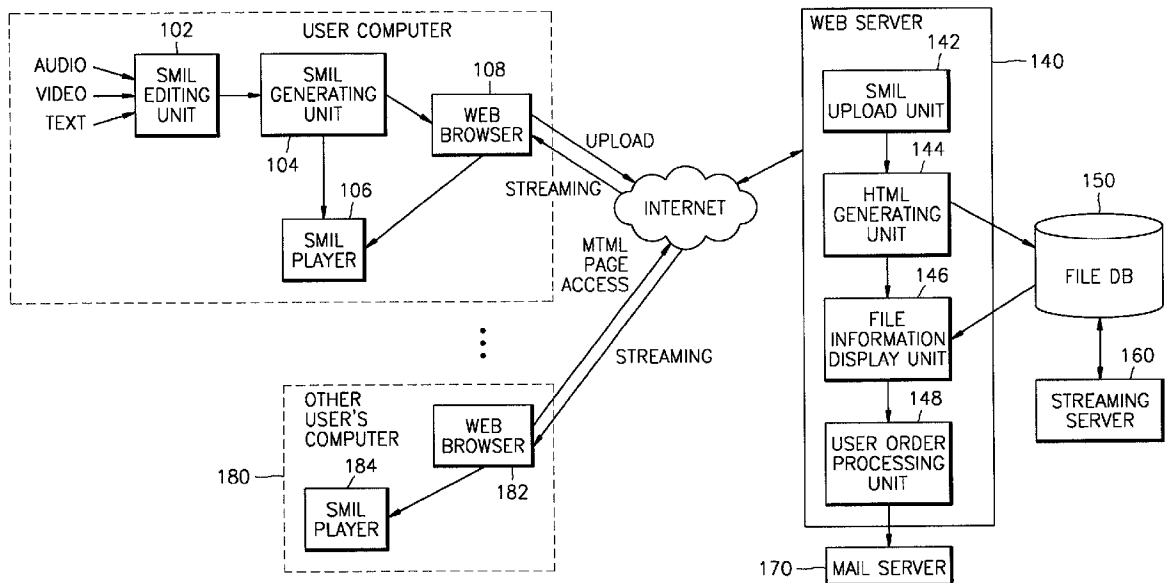 USER COMPUTER
102
AUDIO
VIDEO
TEXT
SMIL
EDITING
UNIT
SMIL
GENERATING
UNIT
104
108
WEB
BROWSER
106
SMIL
PLAYER
UPLOAD
STREAMING
INTERNET
MTML
PAGE
ACCESS
STREAMING
OTHER
USER'S
COMPUTER
WEB
BROWSER
182
180
184
SMIL
PLAYER
WEB SERVER
140
142
SMIL
UPLOAD UNIT
144
HTML
GENERATING
UNIT
146
FILE
INFORMATION
DISPLAY UNIT
148
USER ORDER
PROCESSING
UNIT
150
FILE DB
160
STREAMING
SERVER
170
MAIL SERVER